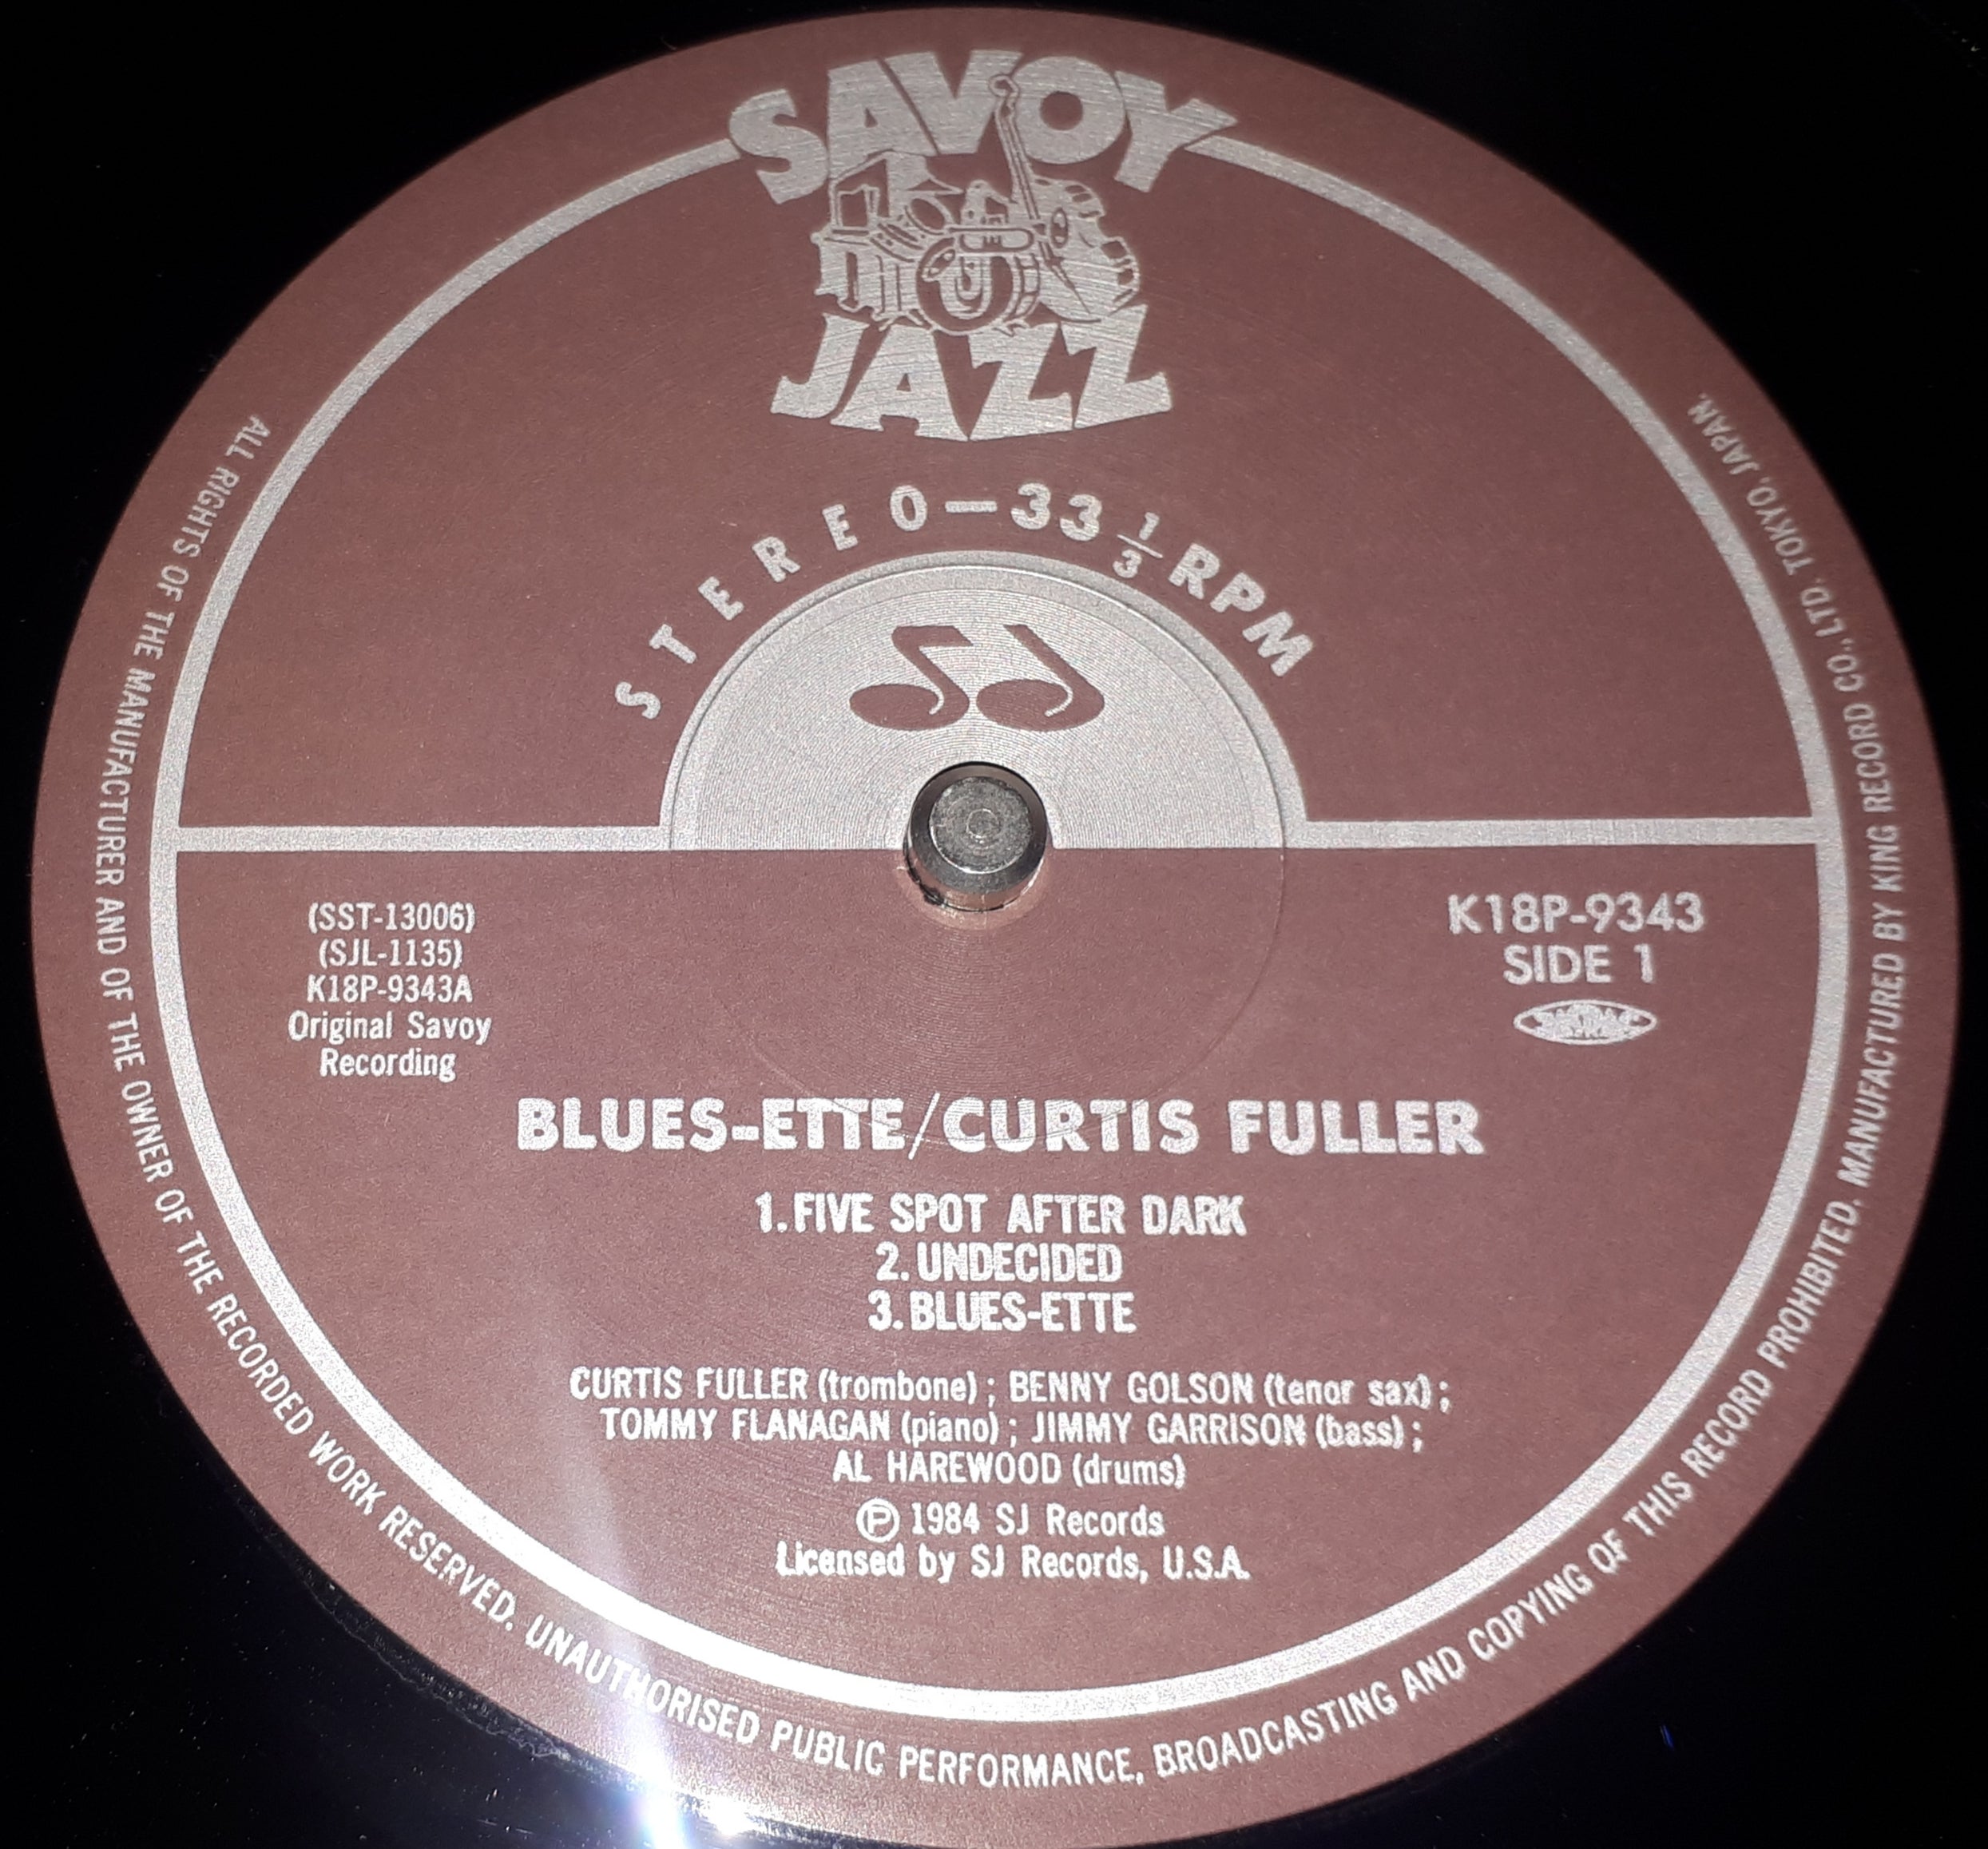 SAVOY
JAZZ
STEREO—33 1/3 RPM
SJ
(SST-13006)
(SJL-1135)
K18P-9343A
Original Savoy
Recording
K18P-9343
SIDE 1
BLUES-ETTE/CURTIS FULLER
1.FIVE SPOT AFTER DARK
2.UNDECIDED
3.BLUES-ETTE
CURTIS FULLER (trombone) ; BENNY GOLSON (tenor sax) ;
TOMMY FLANAGAN (piano) ; JIMMY GARRISON (bass) ;
AL HAREWOOD (drums)
Ⓟ 1984 SJ Records
Licensed by SJ Records, U.S.A.
ALL RIGHTS OF THE MANUFACTURER AND OF THE OWNER OF THE RECORDED WORK RESERVED. UNAUTHORISED PUBLIC PERFORMANCE, BROADCASTING AND COPYING OF THIS RECORD PROHIBITED. MANUFACTURED BY KING RECORD CO., LTD. TOKYO, JAPAN.